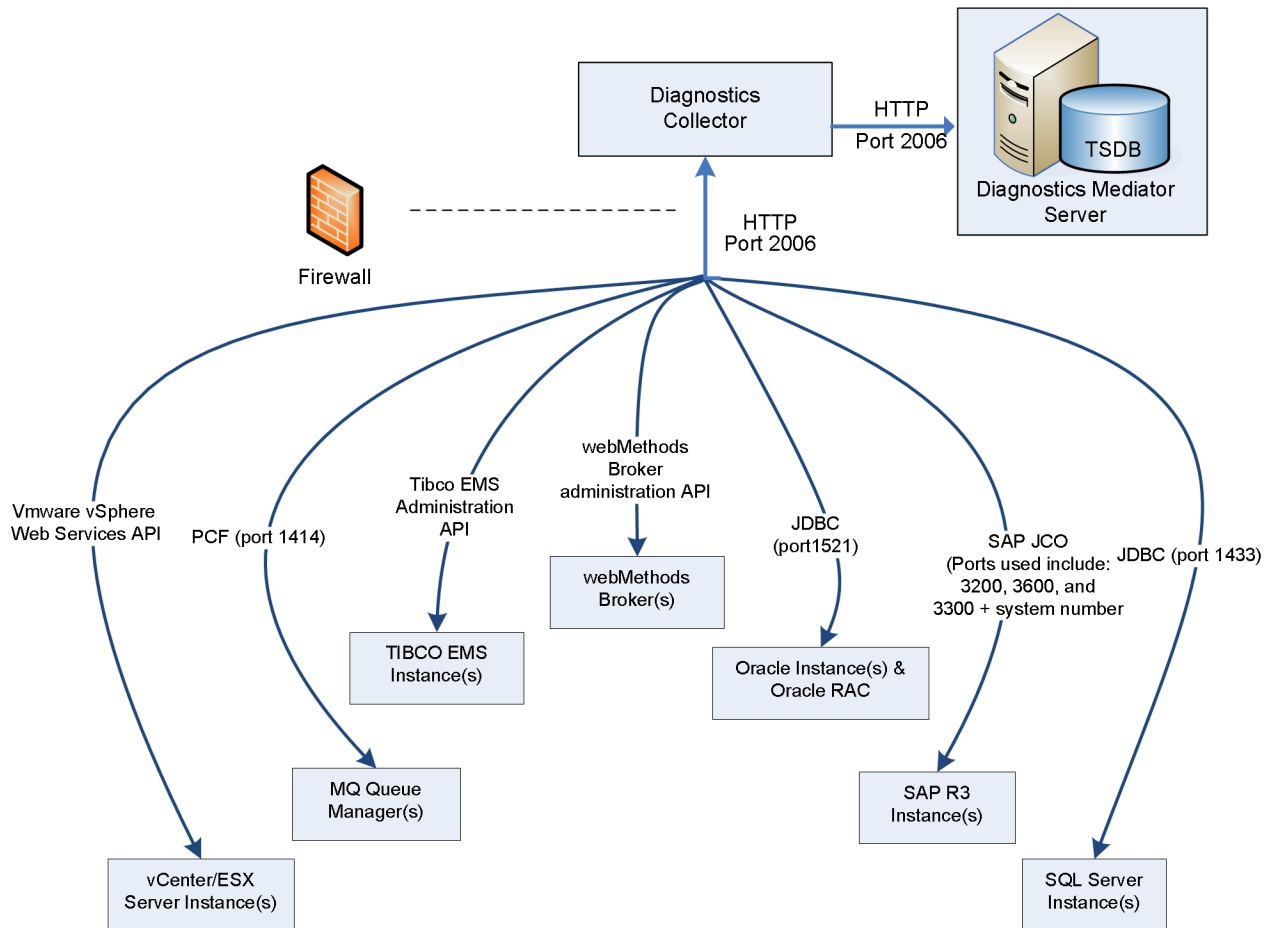 Diagnostics
Collector
HTTP
Port 2006
TSDB
Diagnostics Mediator
Server
Firewall
HTTP
Port 2006
Vmware vSphere
Web Services API
PCF (port 1414)
Tibco EMS
Administration
API
webMethods
Broker
administration API
JDBC
(port1521)
SAP JCO
(Ports used include:
3200, 3600, and
3300 + system number
JDBC (port 1433)
webMethods
Broker(s)
TIBCO EMS
Instance(s)
Oracle Instance(s) &
Oracle RAC
MQ Queue
Manager(s)
SAP R3
Instance(s)
vCenter/ESX
Server Instance(s)
SQL Server
Instance(s)